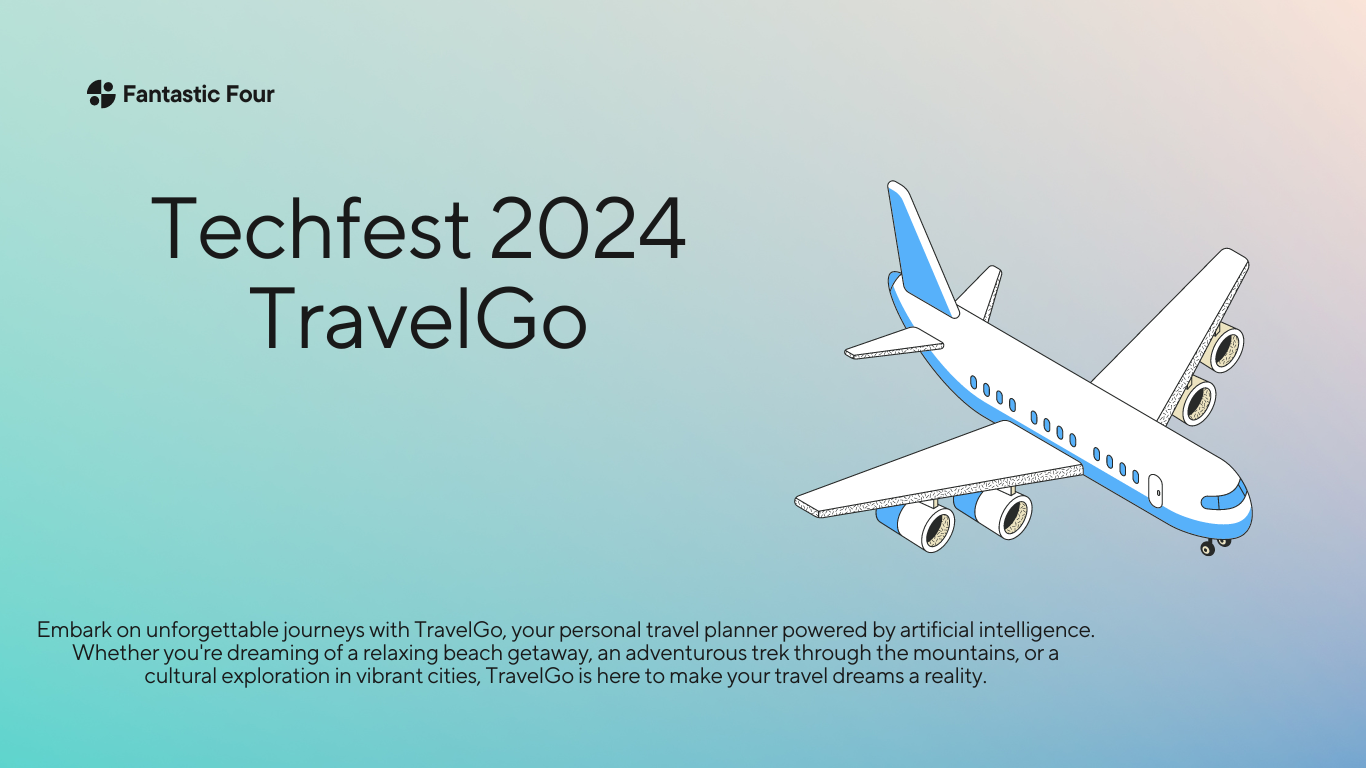 Fantastic Four
Techfest 2024
TravelGo
Embark on unforgettable journeys with TravelGo, your personal travel planner powered by artificial intelligence.
Whether you're dreaming of a relaxing beach getaway, an adventurous trek through the mountains, or a
cultural exploration in vibrant cities, TravelGo is here to make your travel dreams a reality.